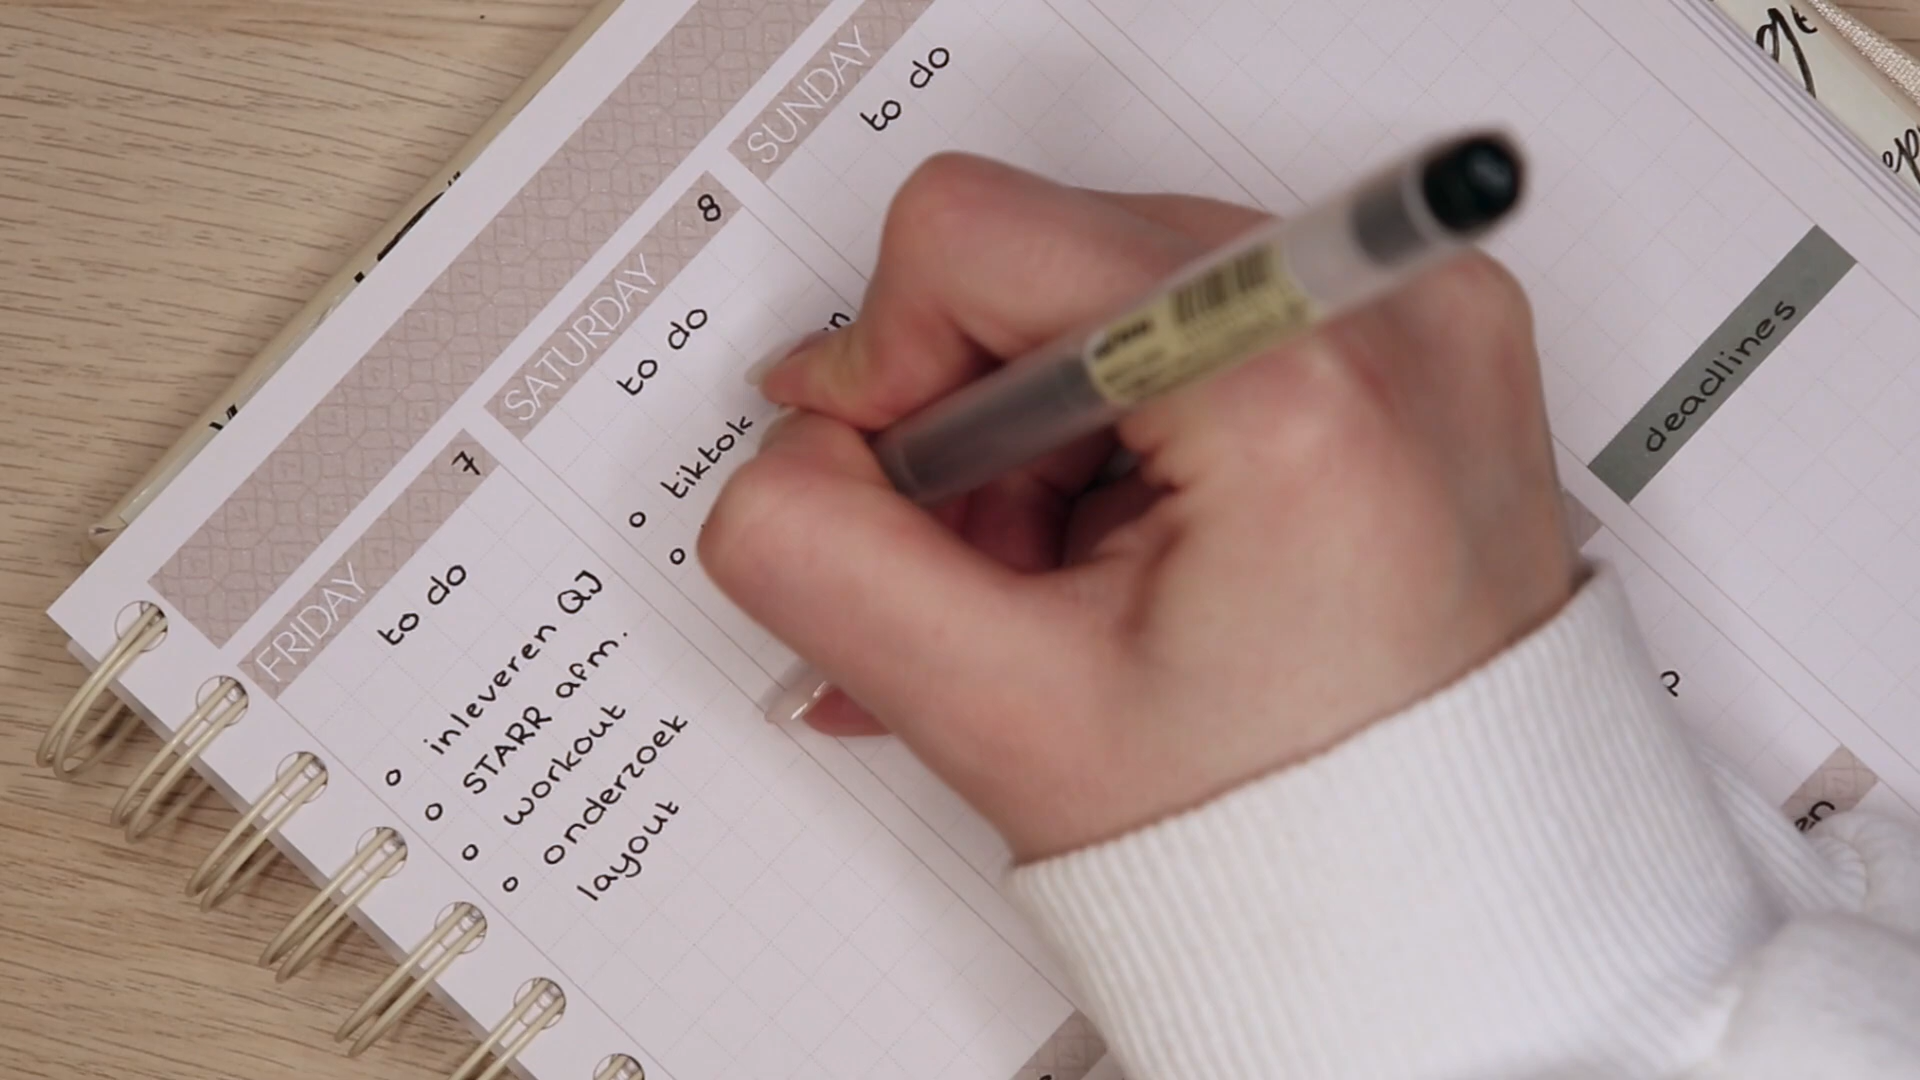 FRIDAY 7
to do
o inleveren QJ
o STARR afm.
o workout
o onderzoek
layout
SATURDAY 8
to do
o tiktok
o
SUNDAY
to do
deadlines